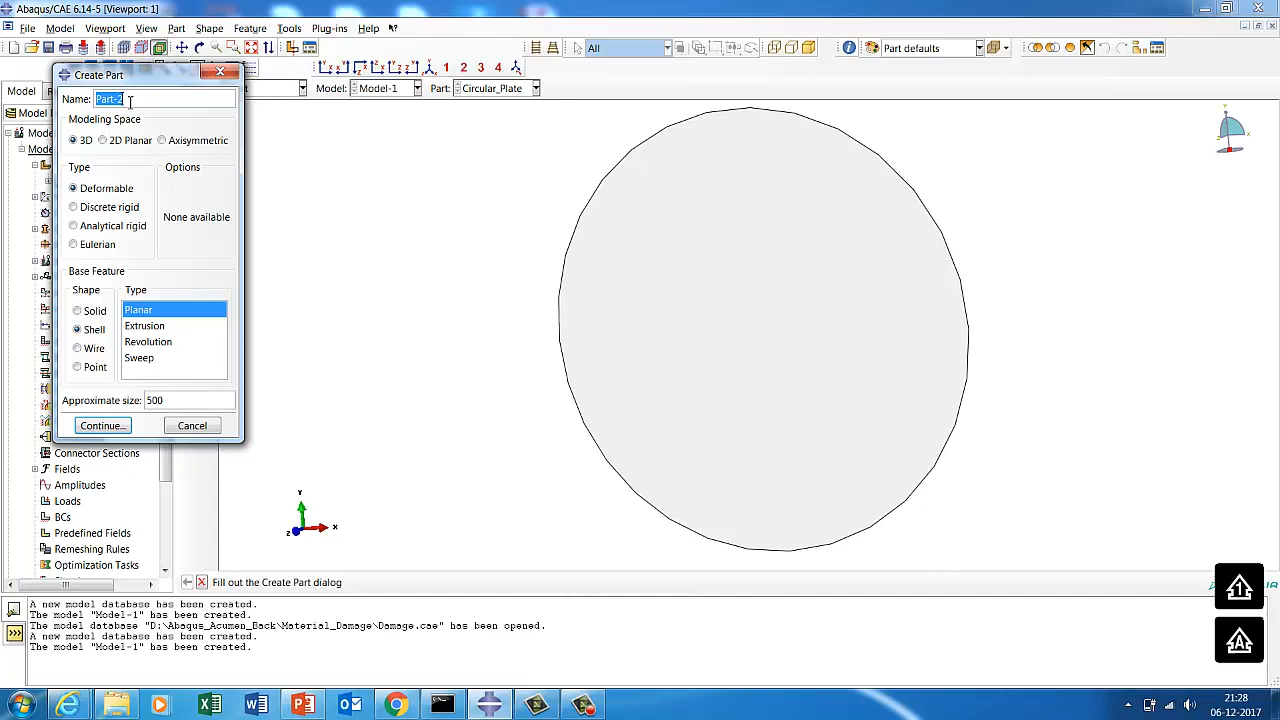 Abaqus/CAE 6.14-5 [Viewport: 1]
File Model Viewport View Part Shape Feature Tools Plug-ins Help
All Part defaults
Create Part
1 2 3 4
Model Model: Model-1 Part: Circular_Plate
Name: Part-2
Modeling Space
3D 2D Planar Axisymmetric
Type Options
Deformable
Discrete rigid
Analytical rigid
Eulerian
None available
Base Feature
Shape Type
Solid
Shell
Wire
Point
Planar
Extrusion
Revolution
Sweep
Approximate size: 500
Continue... Cancel
Connector Sections
Fields
Amplitudes
Loads
BCs
Predefined Fields
Remeshing Rules
Optimization Tasks
Y
X
Z
Fill out the Create Part dialog
A new model database has been created.
The model "Model-1" has been created.
The model database "D:\Abaqus_Acumen_Back\Material_Damage\Damage.cae" has been opened.
A new model database has been created.
The model "Model-1" has been created.
1
A
21:28
06-12-2017